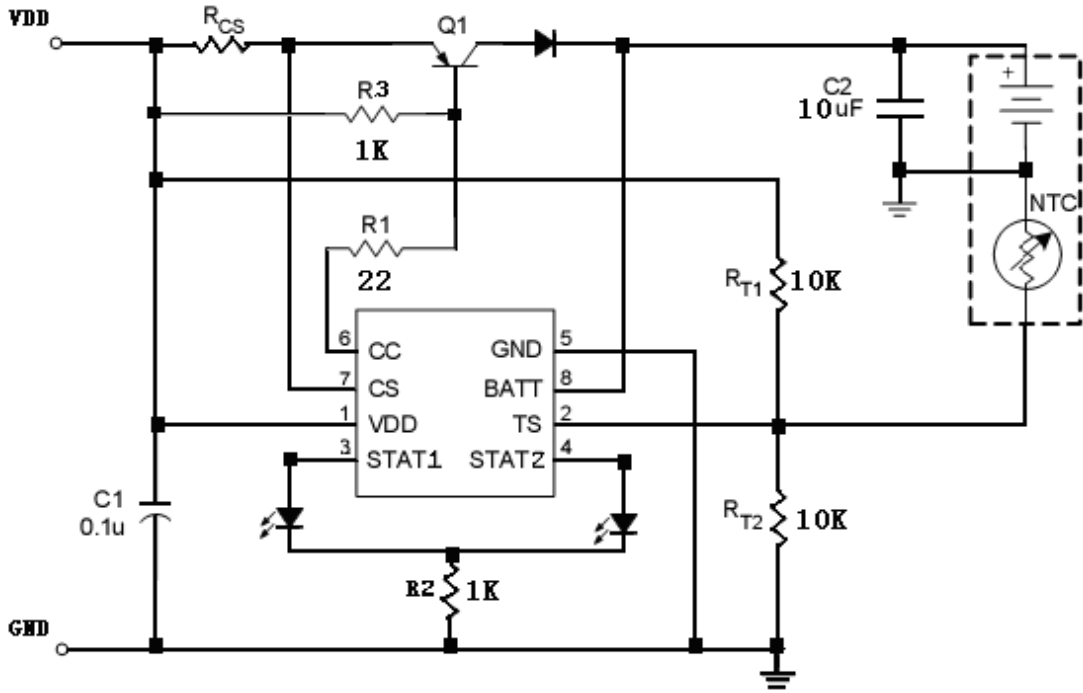 VDD
RCS
Q1
R3
1K
C2
10uF
+
NTC
R1
22
RT1 10K
6 CC
GND 5
7 CS
BATT 8
1 VDD
TS 2
3 STAT1
STAT2 4
C1
0.1u
RT2 10K
R2 1K
GND